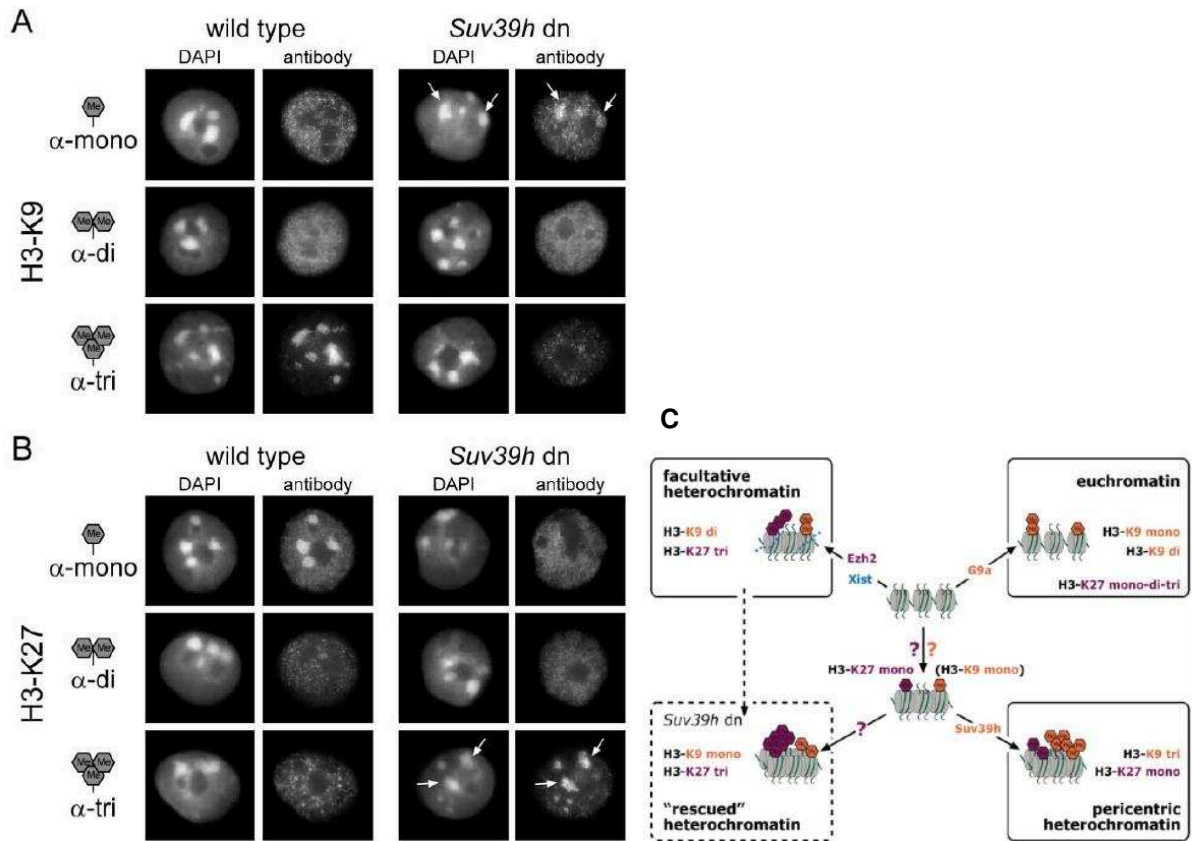 A
wild type
Suv39h dn
DAPI
antibody
DAPI
antibody
H3-K9
Me
α-mono
Me Me
α-di
Me Me
Me
α-tri
B
wild type
Suv39h dn
DAPI
antibody
DAPI
antibody
H3-K27
Me
α-mono
Me Me
α-di
Me Me
Me
α-tri
C
facultative
heterochromatin
H3-K9 di
H3-K27 tri
Ezh2
Xist
G9a
euchromatin
H3-K9 mono
H3-K9 di
H3-K27 mono-di-tri
? ?
H3-K27 mono
(H3-K9 mono)
?
Suv39h
Suv39h dn
H3-K9 mono
H3-K27 tri
"rescued"
heterochromatin
H3-K9 tri
H3-K27 mono
pericentric
heterochromatin